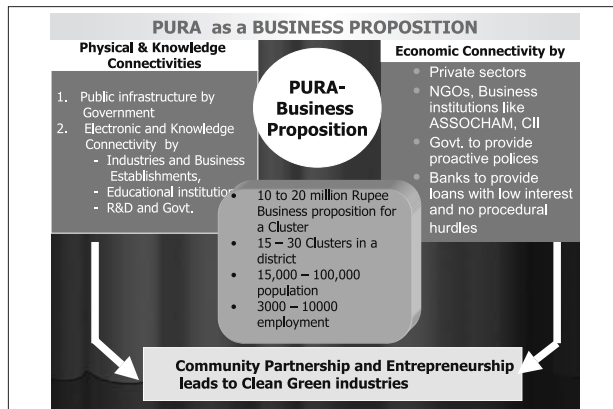 PURA as a BUSINESS PROPOSITION
Physical & Knowledge
Connectivities
1. Public infrastructure by
Government
2. Electronic and Knowledge
Connectivity by
- Industries and Business
Establishments,
- Educational institution
- R&D and Govt.
PURA-
Business
Proposition
Economic Connectivity by
• Private sectors
• NGOs, Business
institutions like
ASSOCHAM, CII
• Govt. to provide
proactive polices
• Banks to provide
loans with low interest
and no procedural
hurdles
• 10 to 20 million Rupee
Business proposition for
a Cluster
• 15 – 30 Clusters in a
district
• 15,000 – 100,000
population
• 3000 – 10000
employment
Community Partnership and Entrepreneurship
leads to Clean Green industries